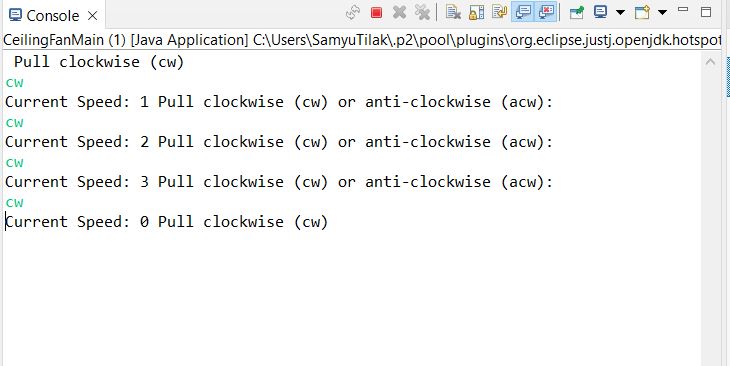 Console
CeilingFanMain (1) [Java Application] C:\Users\SamyuTilak\.p2\pool\plugins\org.eclipse.justj.openjdk.hotspot
Pull clockwise (cw)
cw
Current Speed: 1 Pull clockwise (cw) or anti-clockwise (acw):
cw
Current Speed: 2 Pull clockwise (cw) or anti-clockwise (acw):
cw
Current Speed: 3 Pull clockwise (cw) or anti-clockwise (acw):
cw
Current Speed: 0 Pull clockwise (cw)